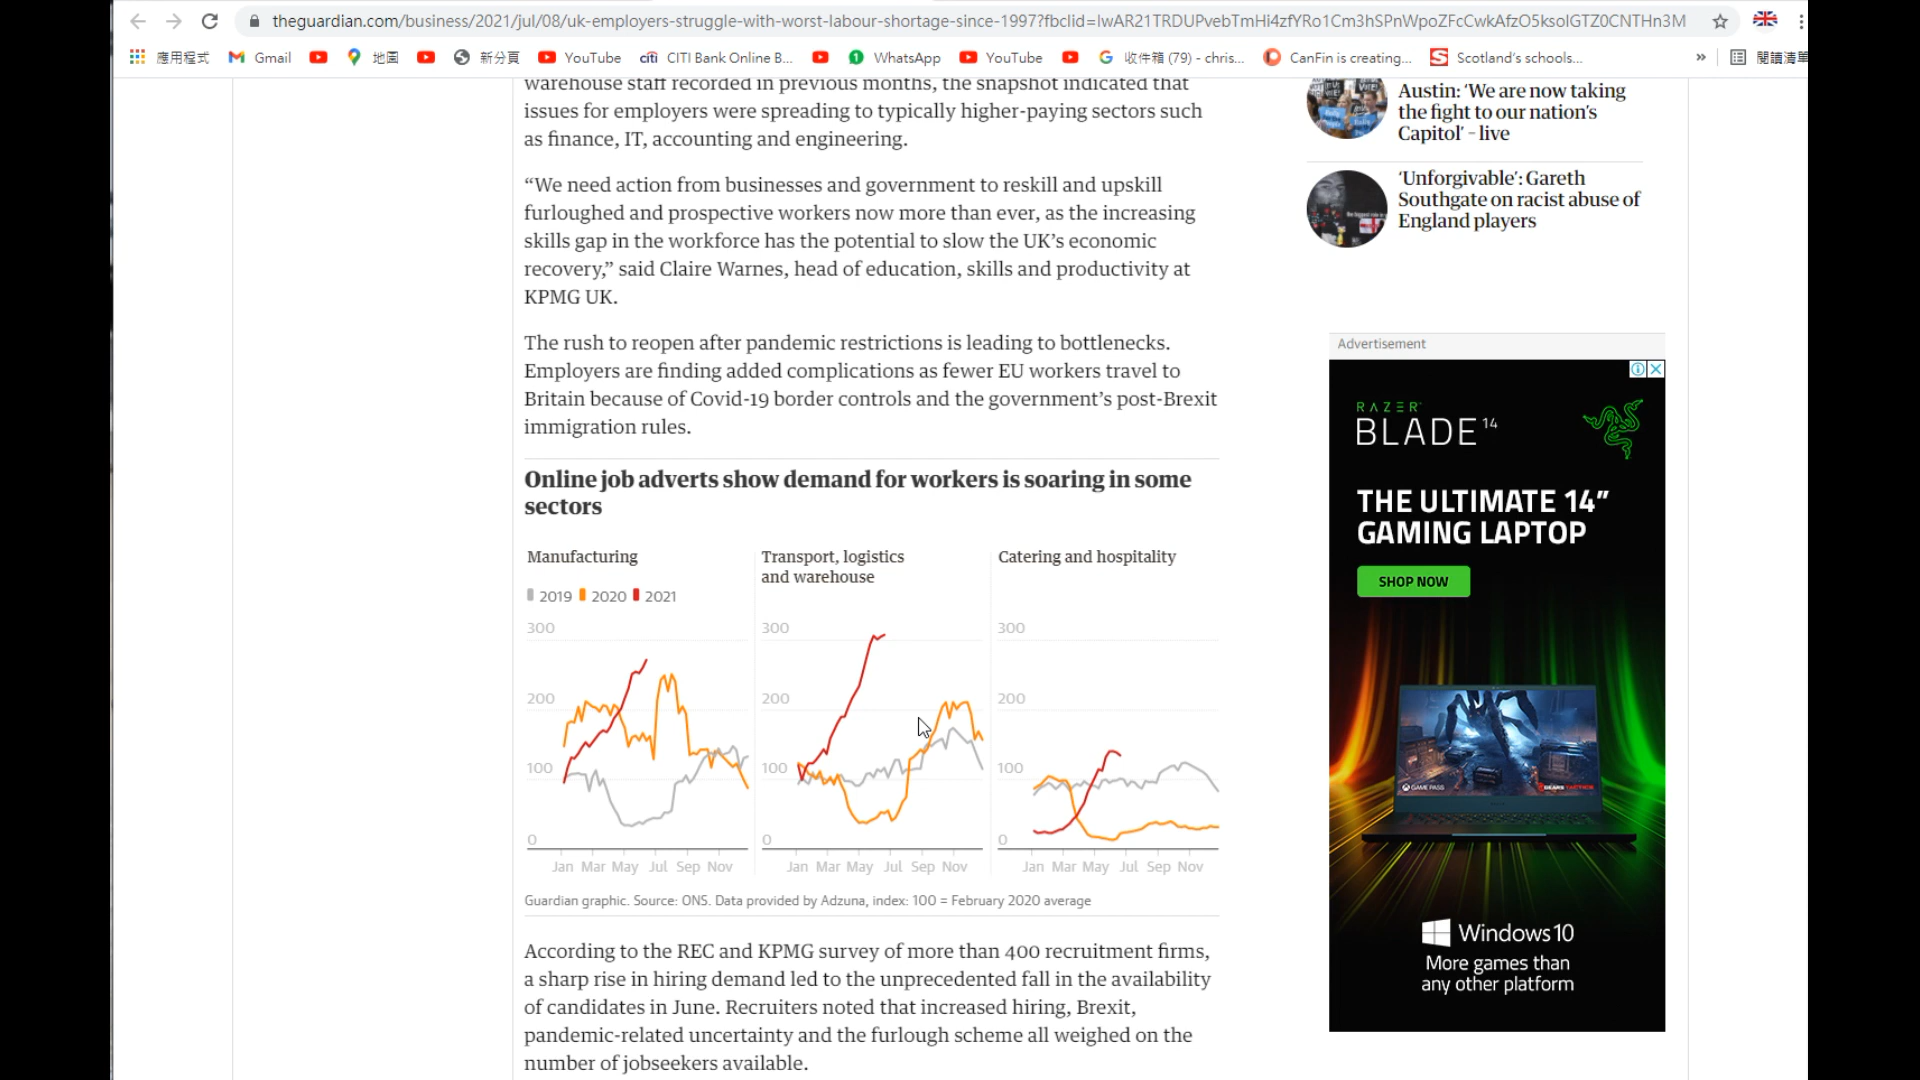 theguardian.com/business/2021/jul/08/uk-employers-struggle-with-worst-labour-shortage-since-1997?fbclid=IwAR21TRDUPvebTmHi4zfYRo1Cm3hSPnWpoZFcCwkAfzO5ksolGTZ0CNTHn3M
應用程式 Gmail 地圖 新分頁 YouTube citi CITI Bank Online B... 1 WhatsApp YouTube 收件箱 (79) - chris... CanFin is creating... Scotland's schools... » 閱讀清單
warehouse staff recorded in previous months, the snapshot indicated that
issues for employers were spreading to typically higher-paying sectors such
as finance, IT, accounting and engineering.
“We need action from businesses and government to reskill and upskill
furloughed and prospective workers now more than ever, as the increasing
skills gap in the workforce has the potential to slow the UK’s economic
recovery,” said Claire Warnes, head of education, skills and productivity at
KPMG UK.
The rush to reopen after pandemic restrictions is leading to bottlenecks.
Employers are finding added complications as fewer EU workers travel to
Britain because of Covid-19 border controls and the government’s post-Brexit
immigration rules.
Online job adverts show demand for workers is soaring in some
sectors
Manufacturing
2019 2020 2021
300
200
100
0
Jan Mar May Jul Sep Nov
Transport, logistics
and warehouse
300
200
100
0
Jan Mar May Jul Sep Nov
Catering and hospitality
300
200
100
0
Jan Mar May Jul Sep Nov
Guardian graphic. Source: ONS. Data provided by Adzuna, index: 100 = February 2020 average
According to the REC and KPMG survey of more than 400 recruitment firms,
a sharp rise in hiring demand led to the unprecedented fall in the availability
of candidates in June. Recruiters noted that increased hiring, Brexit,
pandemic-related uncertainty and the furlough scheme all weighed on the
number of jobseekers available.
Austin: ‘We are now taking
the fight to our nation’s
Capitol’ – live
‘Unforgivable’: Gareth
Southgate on racist abuse of
England players
Advertisement
RAZER
BLADE 14
THE ULTIMATE 14”
GAMING LAPTOP
SHOP NOW
GAME PASS
Windows 10
More games than
any other platform